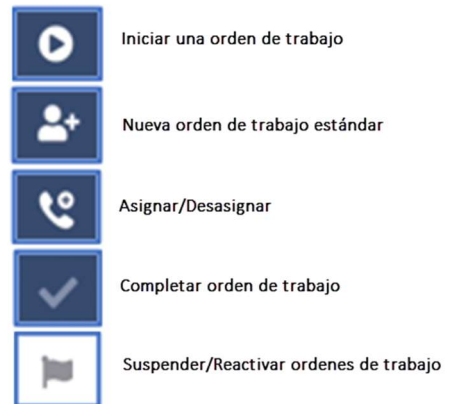 Iniciar una orden de trabajo
Nueva orden de trabajo estándar
Asignar/Desasignar
Completar orden de trabajo
Suspender/Reactivar ordenes de trabajo